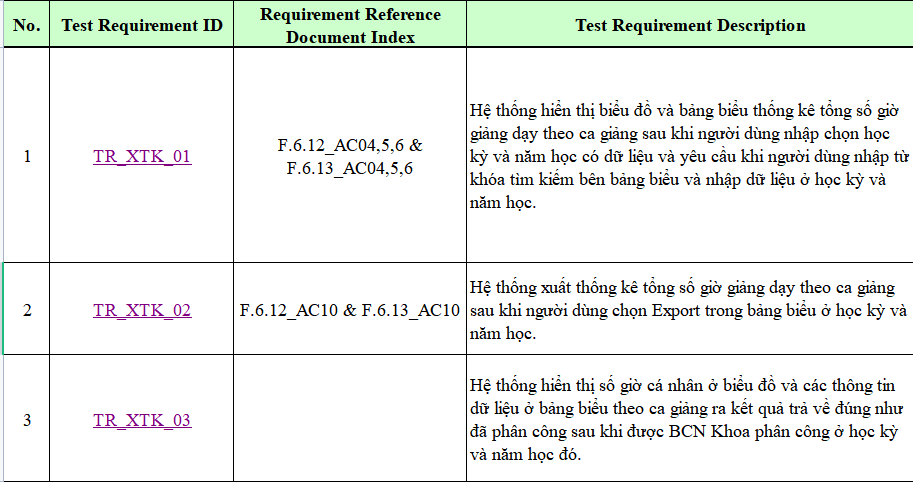 No.
Test Requirement ID
Requirement Reference
Document Index
Test Requirement Description
1
TR_XTK_01
F.6.12_AC04,5,6 &
F.6.13_AC04,5,6
Hệ thống hiển thị biểu đồ và bảng biểu thống kê tổng số giờ
giảng dạy theo ca giảng sau khi người dùng nhập chọn học
kỳ và năm học có dữ liệu và yêu cầu khi người dùng nhập từ
khóa tìm kiếm bên bảng biểu và nhập dữ liệu ở học kỳ và
năm học.
2
TR_XTK_02
F.6.12_AC10 & F.6.13_AC10
Hệ thống xuất thống kê tổng số giờ giảng dạy theo ca giảng
sau khi người dùng chọn Export trong bảng biểu ở học kỳ và
năm học.
3
TR_XTK_03
Hệ thống hiển thị số giờ cá nhân ở biểu đồ và các thông tin
dữ liệu ở bảng biểu theo ca giảng ra kết quả trả về đúng như
đã phân công sau khi được BCN Khoa phân công ở học kỳ
và năm học đó.